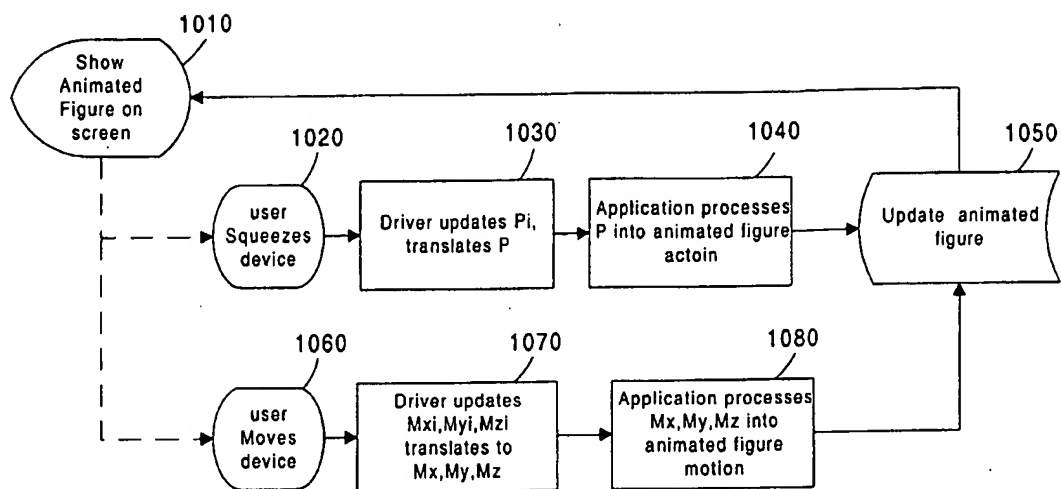 1010
Show
Animated
Figure on
screen
1020
user
Squeezes
device
1030
Driver updates Pi,
translates P
1040
Application processes
P into animated figure
actoin
1050
Update animated
figure
1060
user
Moves
device
1070
Driver updates
Mxi,Myi,Mzi
translates to
Mx,My,Mz
1080
Application processes
Mx,My,Mz into
animated figure
motion